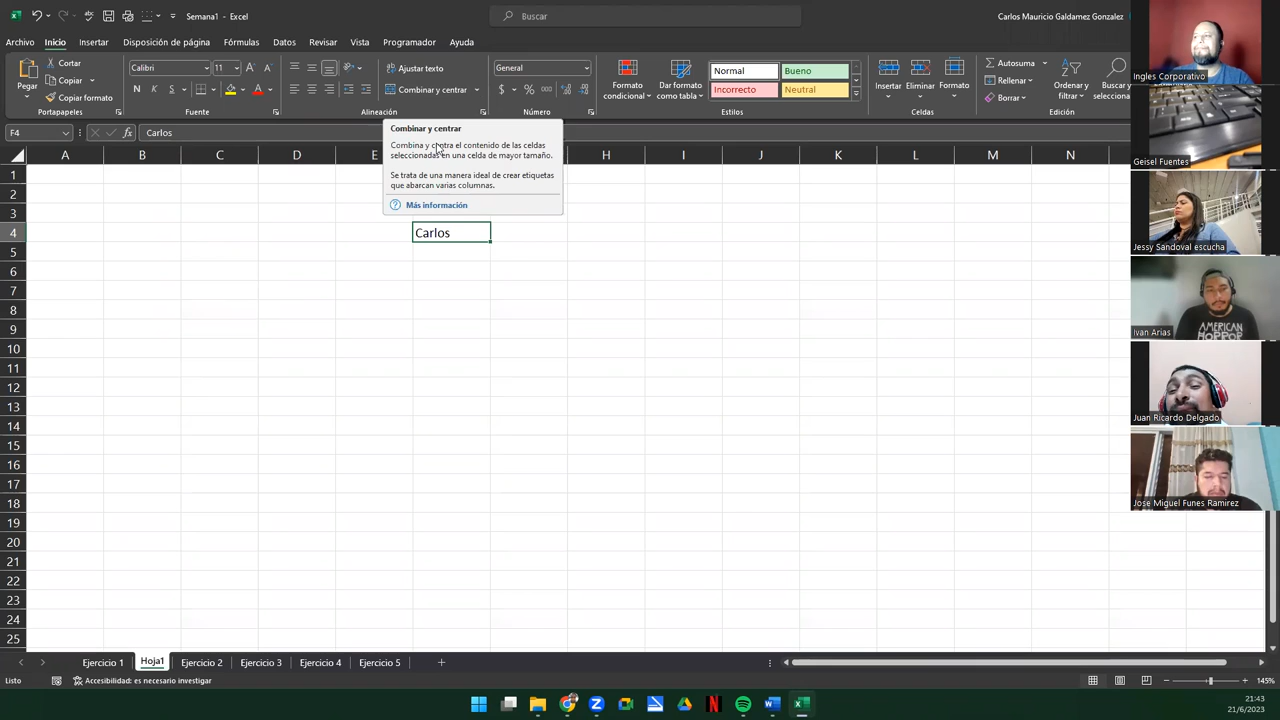 Semana1 - Excel
Buscar
Carlos Mauricio Galdamez Gonzalez
Archivo Inicio Insertar Disposición de página Fórmulas Datos Revisar Vista Programador Ayuda
Pegar
Cortar
Copiar
Copiar formato
Portapapeles
Calibri 11
N K S
Fuente
Ajustar texto
Combinar y centrar
Alineación
General
$ % 000
Número
Formato condicional
Dar formato como tabla
Normal Bueno
Incorrecto Neutral
Estilos
Insertar Eliminar Formato
Celdas
Autosuma
Rellenar
Borrar
Ordenar y filtrar
Buscar y selecciona
Edición
F4 fx Carlos
Combinar y centrar
Combina y centra el contenido de las celdas
seleccionadas en una celda de mayor tamaño.
Se trata de una manera ideal de crear etiquetas
que abarcan varias columnas.
Más información
A B C D E H I J K L M N
1
2
3
4 Carlos
5
6
7
8
9
10
11
12
13
14
15
16
17
18
19
20
21
22
23
24
25
Ingles Corporativo
Geisel Fuentes
Jessy Sandoval escucha
Ivan Arias
AMERICAN
HORROR
Juan Ricardo Delgado
Jose Miguel Funes Ramirez
Ejercicio 1 Hoja1 Ejercicio 2 Ejercicio 3 Ejercicio 4 Ejercicio 5
Listo Accesibilidad: es necesario investigar 145%
21:43
21/6/2023